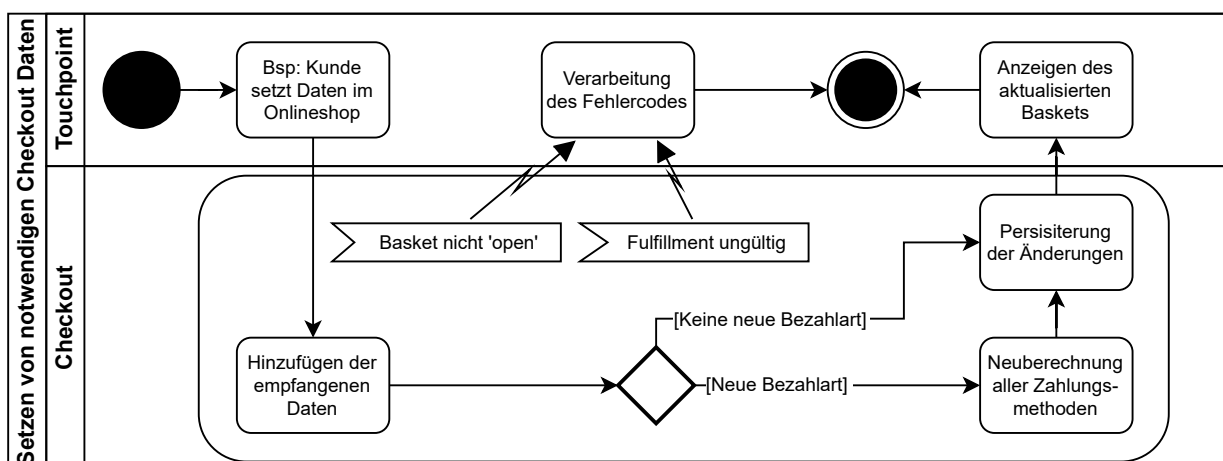 Setzen von notwendigen Checkout Daten
Touchpoint
Bsp: Kunde
setzt Daten im
Onlineshop
Verarbeitung
des Fehlercodes
Anzeigen des
aktualisierten
Baskets
Checkout
Basket nicht 'open'
Fulfillment ungültig
Persisiterung
der Änderungen
[Keine neue Bezahlart]
Hinzufügen der
empfangenen
Daten
[Neue Bezahlart]
Neuberechnung
aller Zahlungs-
methoden